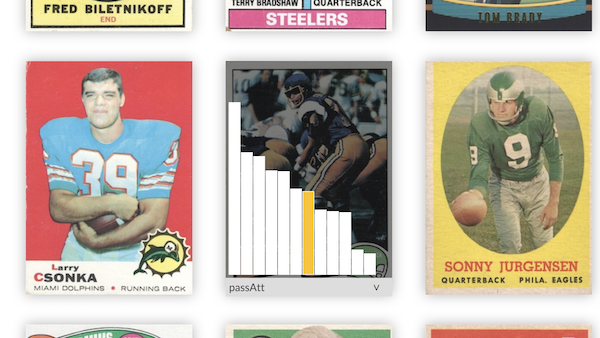 FRED BILETNIKOFF
END
TERRY BRADSHAW QUARTERBACK
STEELERS
TOM BRADY
39
Larry
CSONKA
MIAMI DOLPHINS • RUNNING BACK
passAtt
v
9
9
SONNY JURGENSEN
QUARTERBACK PHILA. EAGLES